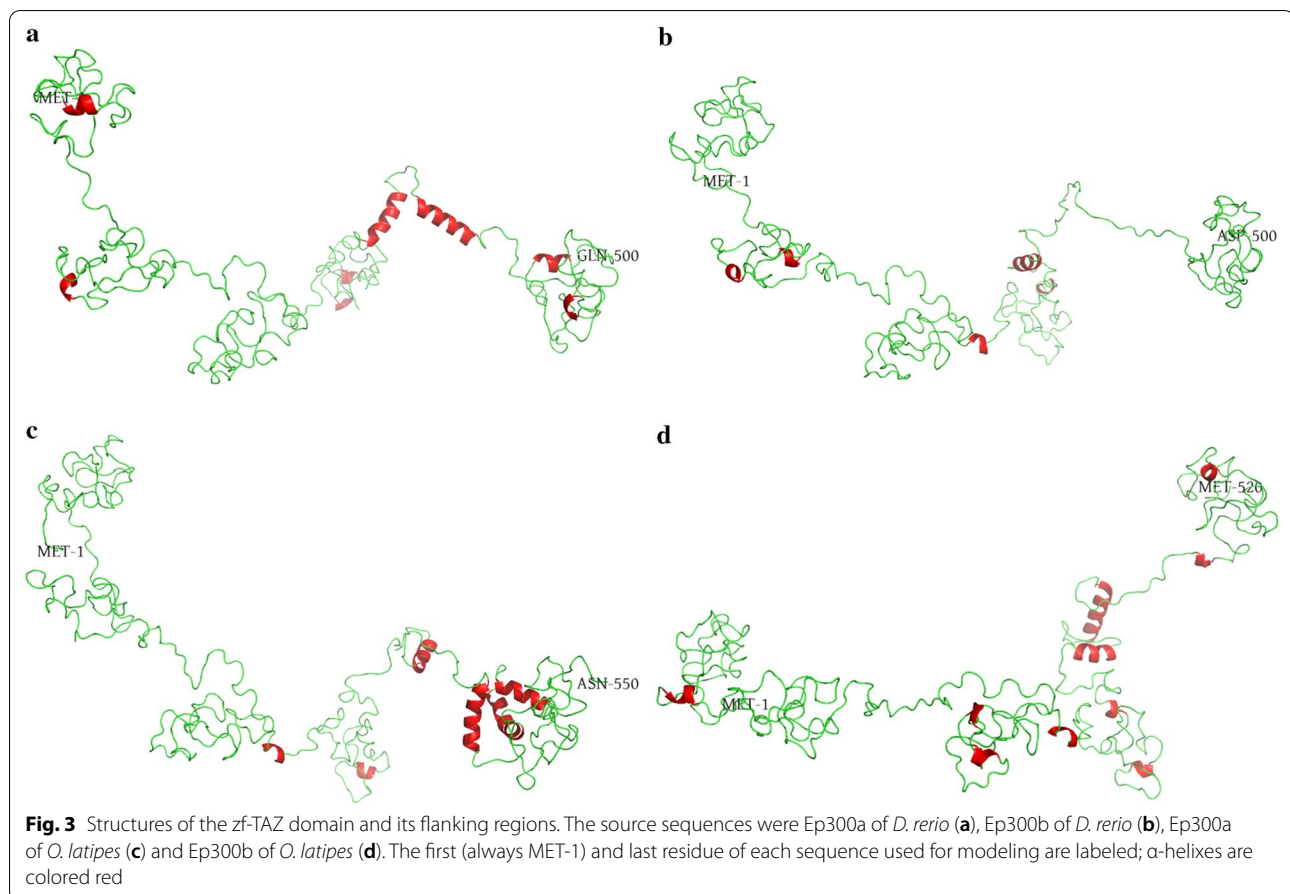 a
b
MET-
MET-1
GLN-500
ASP-500
c
d
MET-1
ASN-550
MET-526
MET-1
Fig. 3 Structures of the zf-TAZ domain and its flanking regions. The source sequences were Ep300a of D. rerio (a), Ep300b of D. rerio (b), Ep300a
of O. latipes (c) and Ep300b of O. latipes (d). The first (always MET-1) and last residue of each sequence used for modeling are labeled; α-helixes are
colored red